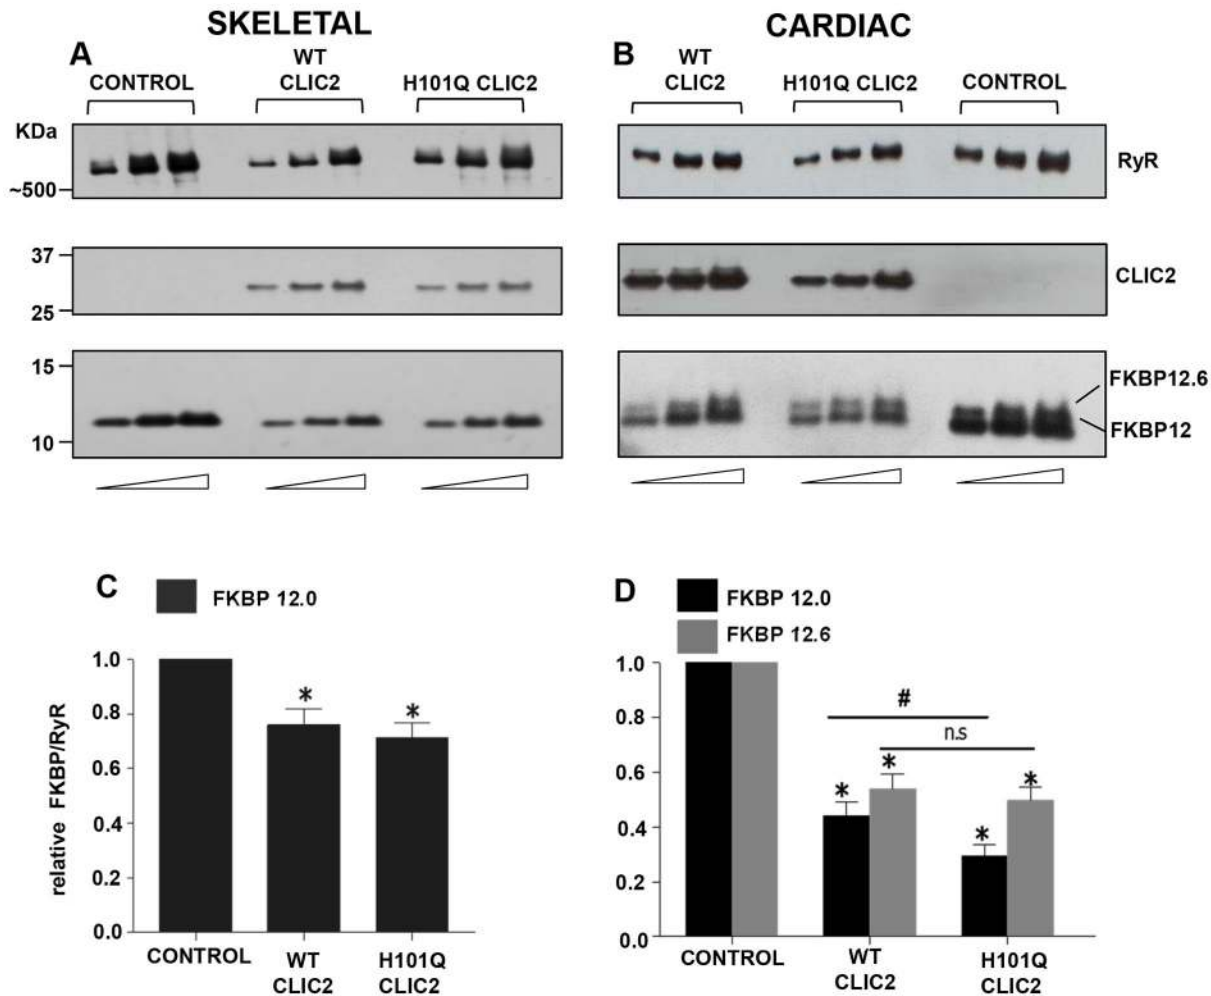 SKELETAL
A
CONTROL
WT
CLIC2
H101Q CLIC2
KDa
~500
37
25
15
10
CARDIAC
B
WT
CLIC2
H101Q CLIC2
CONTROL
RyR
CLIC2
FKBP12.6
FKBP12
C
FKBP 12.0
relative FKBP/RyR
1.0
0.8
0.6
0.4
0.2
0.0
*
*
CONTROL
WT
CLIC2
H101Q
CLIC2
D
FKBP 12.0
FKBP 12.6
1.0
0.8
0.6
0.4
0.2
0.0
#
n.s
*
*
*
*
CONTROL
WT
CLIC2
H101Q
CLIC2